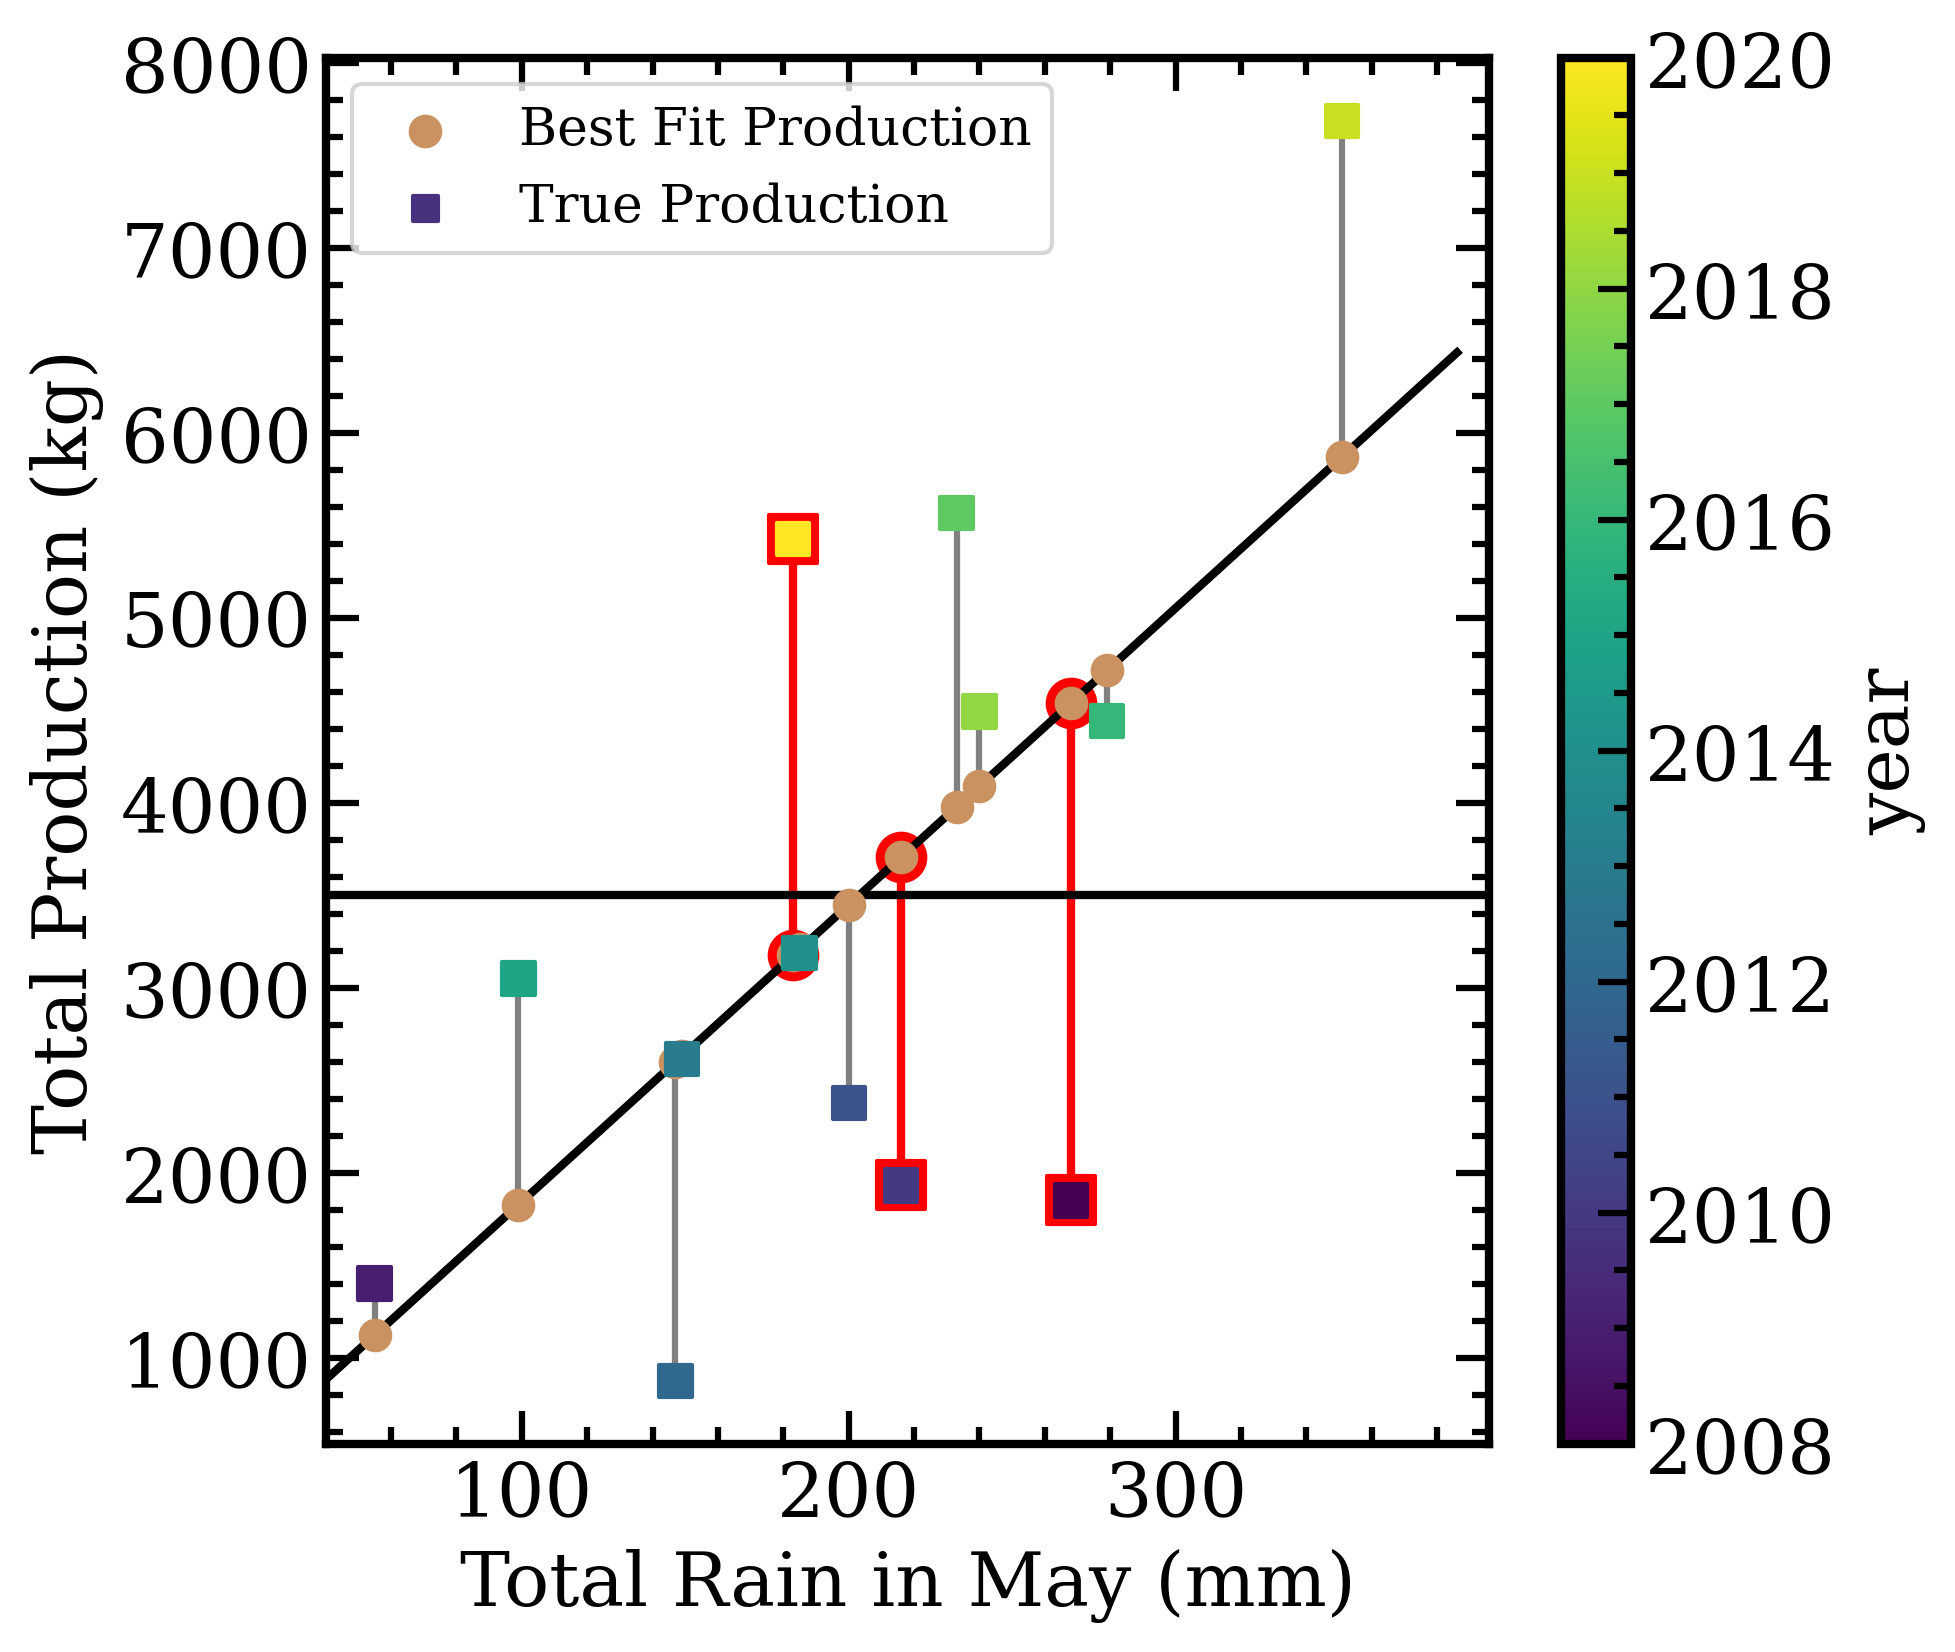 Best Fit Production
True Production
8000
7000
6000
5000
4000
3000
2000
1000
Total Production (kg)
100 200 300
Total Rain in May (mm)
2020
2018
2016
2014
2012
2010
2008
year